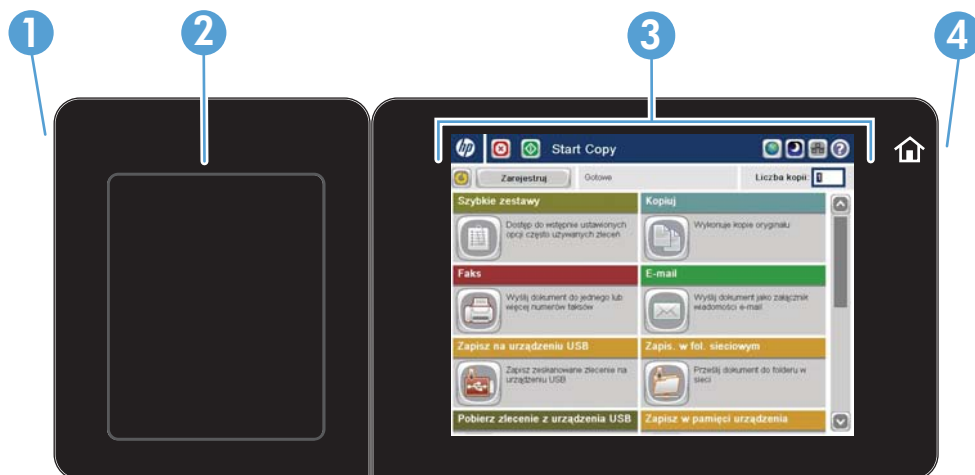 1
2
3
4
hp
Start Copy
?
Zarejestruj
Gotowe
Liczba kopii:
1
Szybkie zestawy
Kopiuj
Dostęp do wstępnie ustawionych
opcji często używanych zleceń
Wykonuje kopie oryginału
Faks
E-mail
Wyślij dokument do jednego lub
więcej numerów faksów
Wyślij dokument jako załącznik
wiadomości e-mail
Zapisz na urządzeniu USB
Zapis. w fol. sieciowym
Zapisz zeskanowane zlecenie na
urządzeniu USB
Prześlij dokument do folderu w
sieci
Pobierz zlecenie z urządzenia USB
Zapisz w pamięci urządzenia